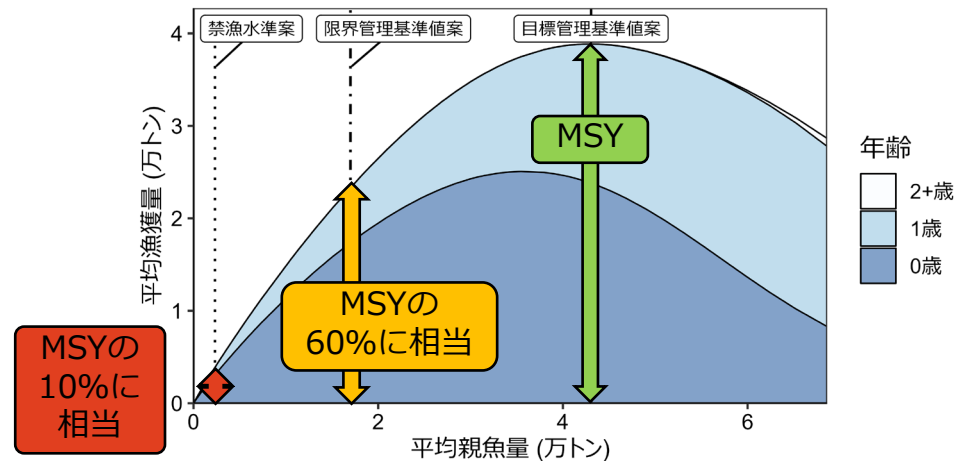 禁漁水準案
限界管理基準値案
目標管理基準値案
4
3
2
1
0
平均漁獲量 (万トン)
MSY
MSYの
60%に相当
MSYの
10%に
相当
0
2
4
6
平均親魚量 (万トン)
年齢
2+歳
1歳
0歳